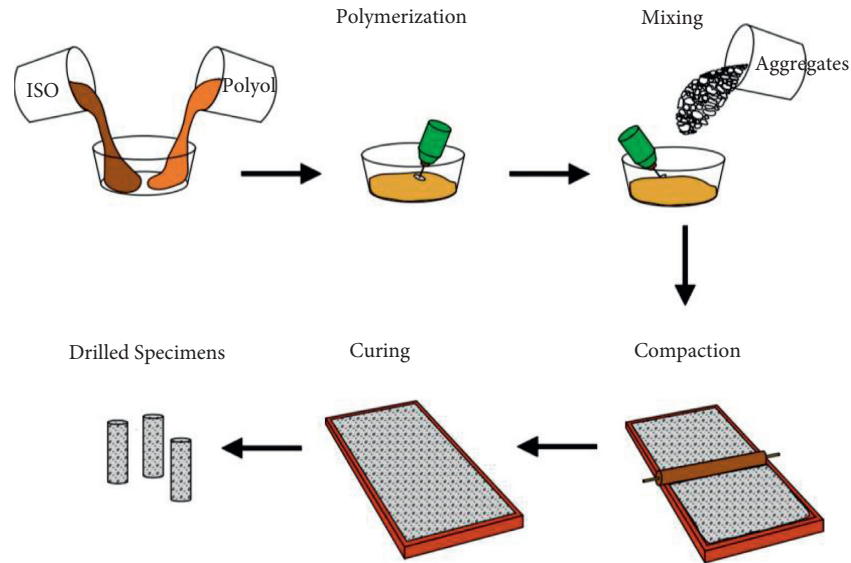 Polymerization
Mixing
ISO
Polyol
Aggregates
Drilled Specimens
Curing
Compaction